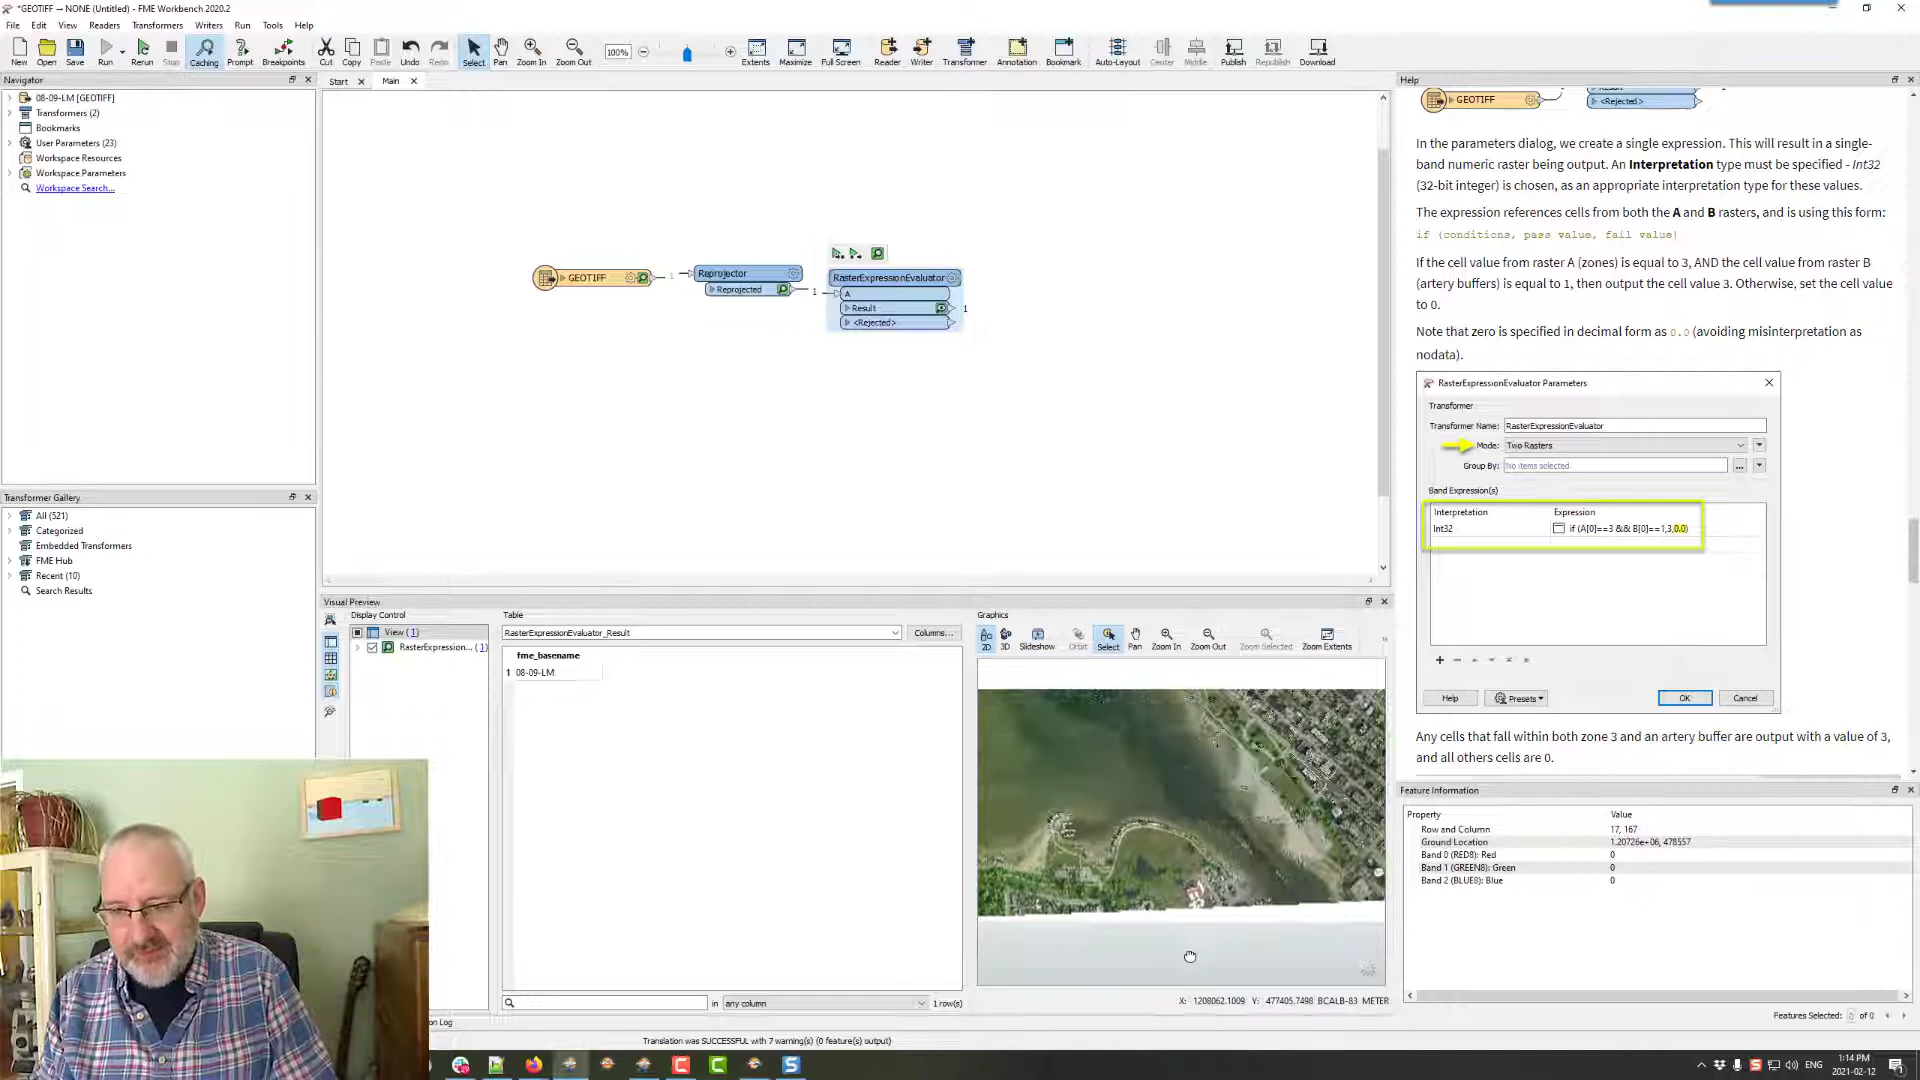 *GEOTIFF → NONE (Untitled) - FME Workbench 2020.2
File Edit View Readers Transformers Writers Run Tools Help
New Open Save Run Rerun Stop Caching Prompt Breakpoints Cut Copy Paste Undo Redo Select Pan Zoom In 100% Zoom Out Extents Maximize Full Screen Reader Writer Transformer Annotation Bookmark Auto-Layout Center Middle Publish Republish Download
Navigator
08-09-LM [GEOTIFF]
Transformers (2)
Bookmarks
User Parameters (23)
Workspace Resources
Workspace Parameters
Workspace Search...
Transformer Gallery
All (521)
Categorized
Embedded Transformers
FME Hub
Recent (10)
Search Results
Start Main
GEOTIFF
1
Reprojector
Reprojected
1
RasterExpressionEvaluator
A
Result
1
<Rejected>
Visual Preview
Display Control
View (1)
RasterExpression... (1)
Table
RasterExpressionEvaluator_Result
Columns...
fme_basename
1 08-09-LM
in any column
1 row(s)
Graphics
2D 3D Slideshow Orbit Select Pan Zoom In Zoom Out Zoom Selected Zoom Extents
X: 1208062.1009 Y: 477405.7498 BCALB-83 METER
Help
GEOTIFF
<Rejected>
In the parameters dialog, we create a single expression. This will result in a single-
band numeric raster being output. An Interpretation type must be specified - Int32
(32-bit integer) is chosen, as an appropriate interpretation type for these values.
The expression references cells from both the A and B rasters, and is using this form:
if (conditions, pass value, fail value)
If the cell value from raster A (zones) is equal to 3, AND the cell value from raster B
(artery buffers) is equal to 1, then output the cell value 3. Otherwise, set the cell value
to 0.
Note that zero is specified in decimal form as 0.0 (avoiding misinterpretation as
nodata).
RasterExpressionEvaluator Parameters
Transformer
Transformer Name: RasterExpressionEvaluator
Mode: Two Rasters
Group By: No items selected.
Band Expression(s)
Interpretation Expression
Int32 if (A[0]==3 && B[0]==1,3,0.0)
Help Presets OK Cancel
Any cells that fall within both zone 3 and an artery buffer are output with a value of 3,
and all others cells are 0.
Feature Information
Property Value
Row and Column 17, 167
Ground Location 1.20726e+06, 478557
Band 0 (RED8): Red 0
Band 1 (GREEN8): Green 0
Band 2 (BLUE8): Blue 0
Features Selected: 0 of 0
on Log
Translation was SUCCESSFUL with 7 warning(s) (0 feature(s) output)
ENG
1:14 PM
2021-02-12